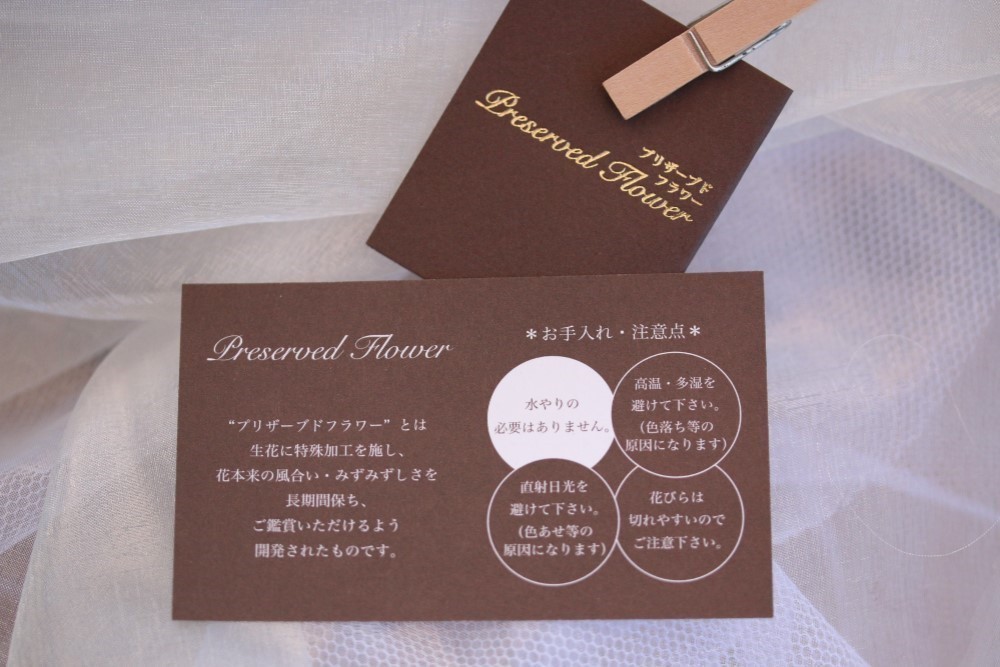 Preserved Flower
プリザーブド
フラワー
Preserved Flower
“プリザーブドフラワー”とは
生花に特殊加工を施し、
花本来の風合い・みずみずしさを
長期間保ち、
ご鑑賞いただけるよう
開発されたものです。
＊お手入れ・注意点＊
水やりの
必要はありません。
高温・多湿を
避けて下さい。
(色落ち等の
原因になります)
直射日光を
避けて下さい。
(色あせ等の
原因になります)
花びらは
切れやすいので
ご注意下さい。